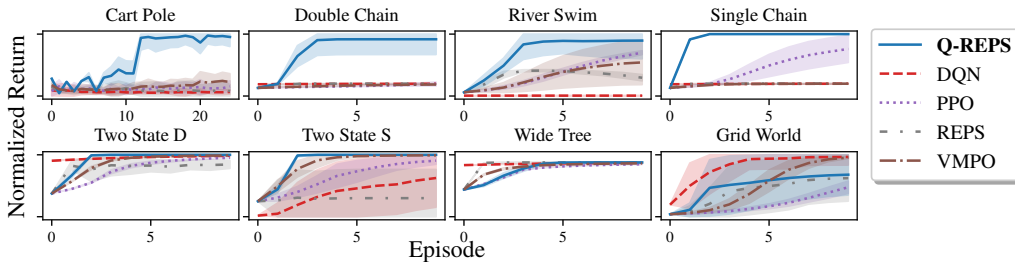 Cart Pole
Double Chain
River Swim
Single Chain
0 10 20
0 5
0 5
0 5
Two State D
Two State S
Wide Tree
Grid World
0 5
0 5
0 5
0 5
Normalized Return
Episode
Q-REPS
DQN
PPO
REPS
VMPO